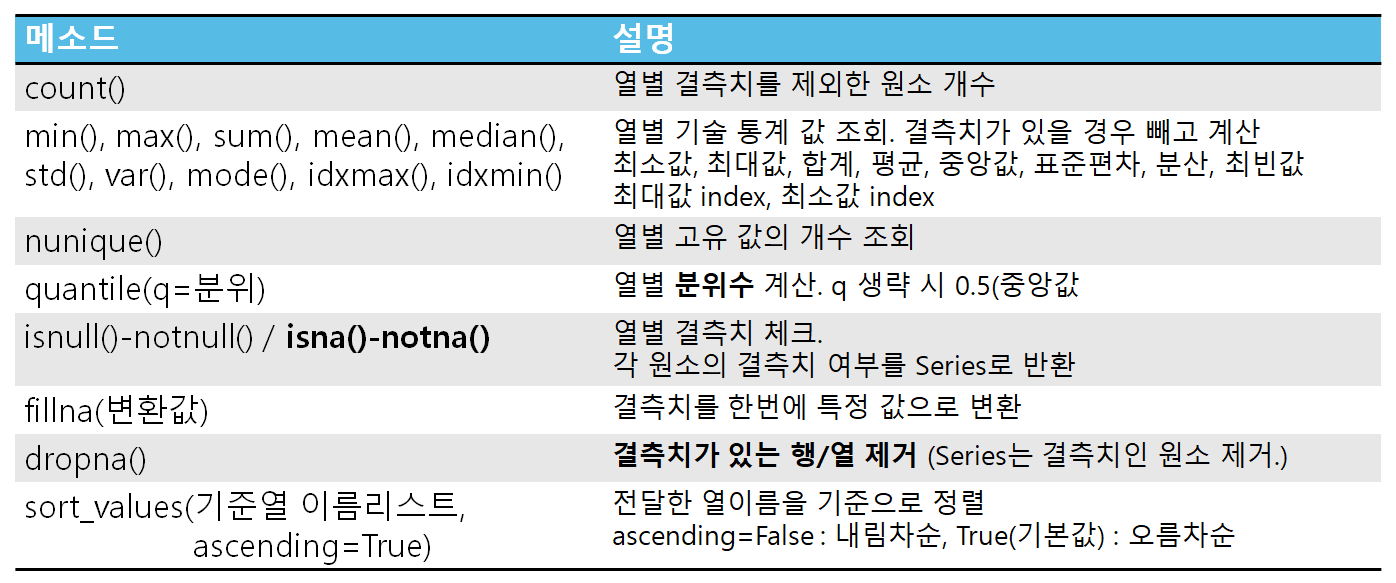 메소드
설명
count()
열별 결측치를 제외한 원소 개수
min(), max(), sum(), mean(), median(),
std(), var(), mode(), idxmax(), idxmin()
열별 기술 통계 값 조회. 결측치가 있을 경우 빼고 계산
최소값, 최대값, 합계, 평균, 중앙값, 표준편차, 분산, 최빈값
최대값 index, 최소값 index
nunique()
열별 고유 값의 개수 조회
quantile(q=분위)
열별 분위수 계산. q 생략 시 0.5(중앙값
isnull()-notnull() / isna()-notna()
열별 결측치 체크.
각 원소의 결측치 여부를 Series로 반환
fillna(변환값)
결측치를 한번에 특정 값으로 변환
dropna()
결측치가 있는 행/열 제거 (Series는 결측치인 원소 제거.)
sort_values(기준열 이름리스트,
ascending=True)
전달한 열이름을 기준으로 정렬
ascending=False : 내림차순, True(기본값) : 오름차순